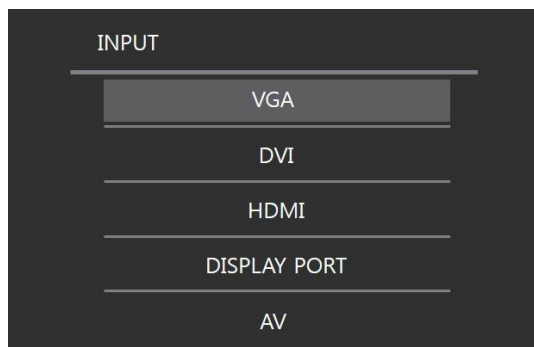 INPUT
VGA
DVI
HDMI
DISPLAY PORT
AV